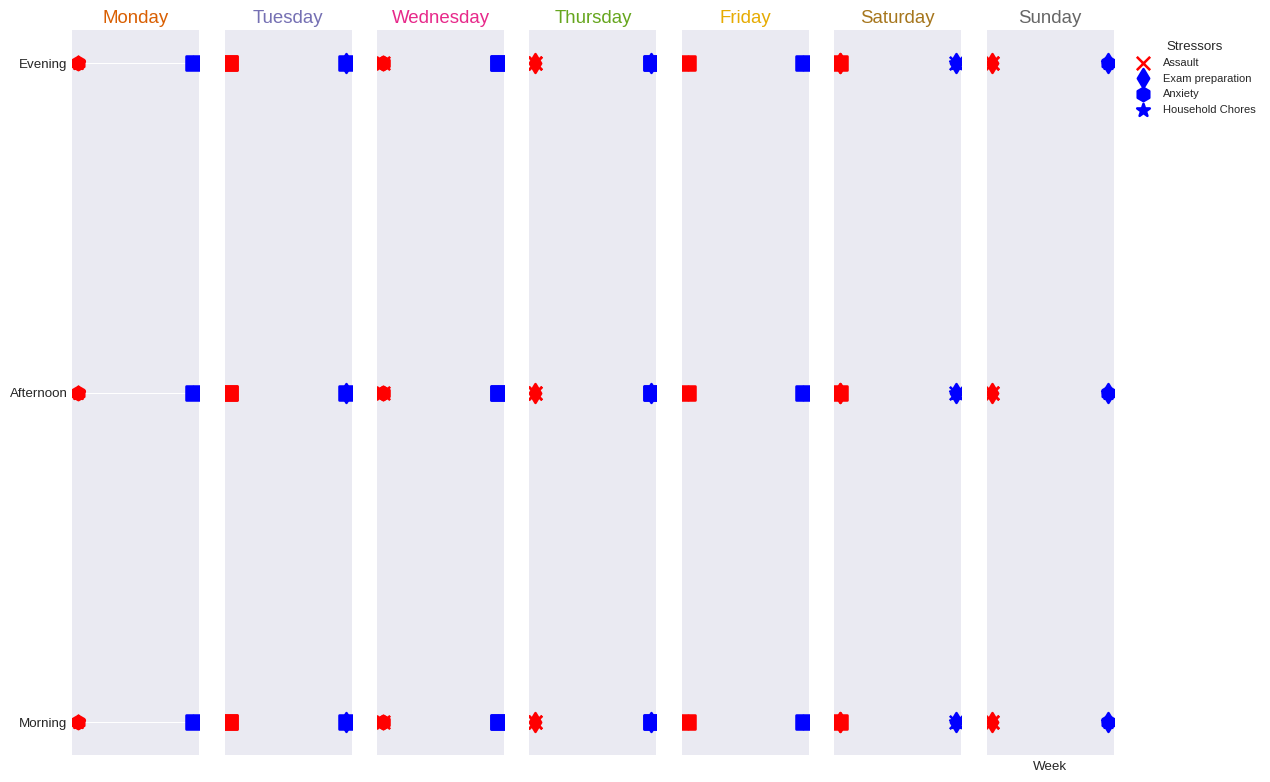 Monday Tuesday Wednesday Thursday Friday Saturday Sunday
Stressors
Evening
Assault
Exam preparation
Anxiety
Household Chores
Afternoon
Morning
Week